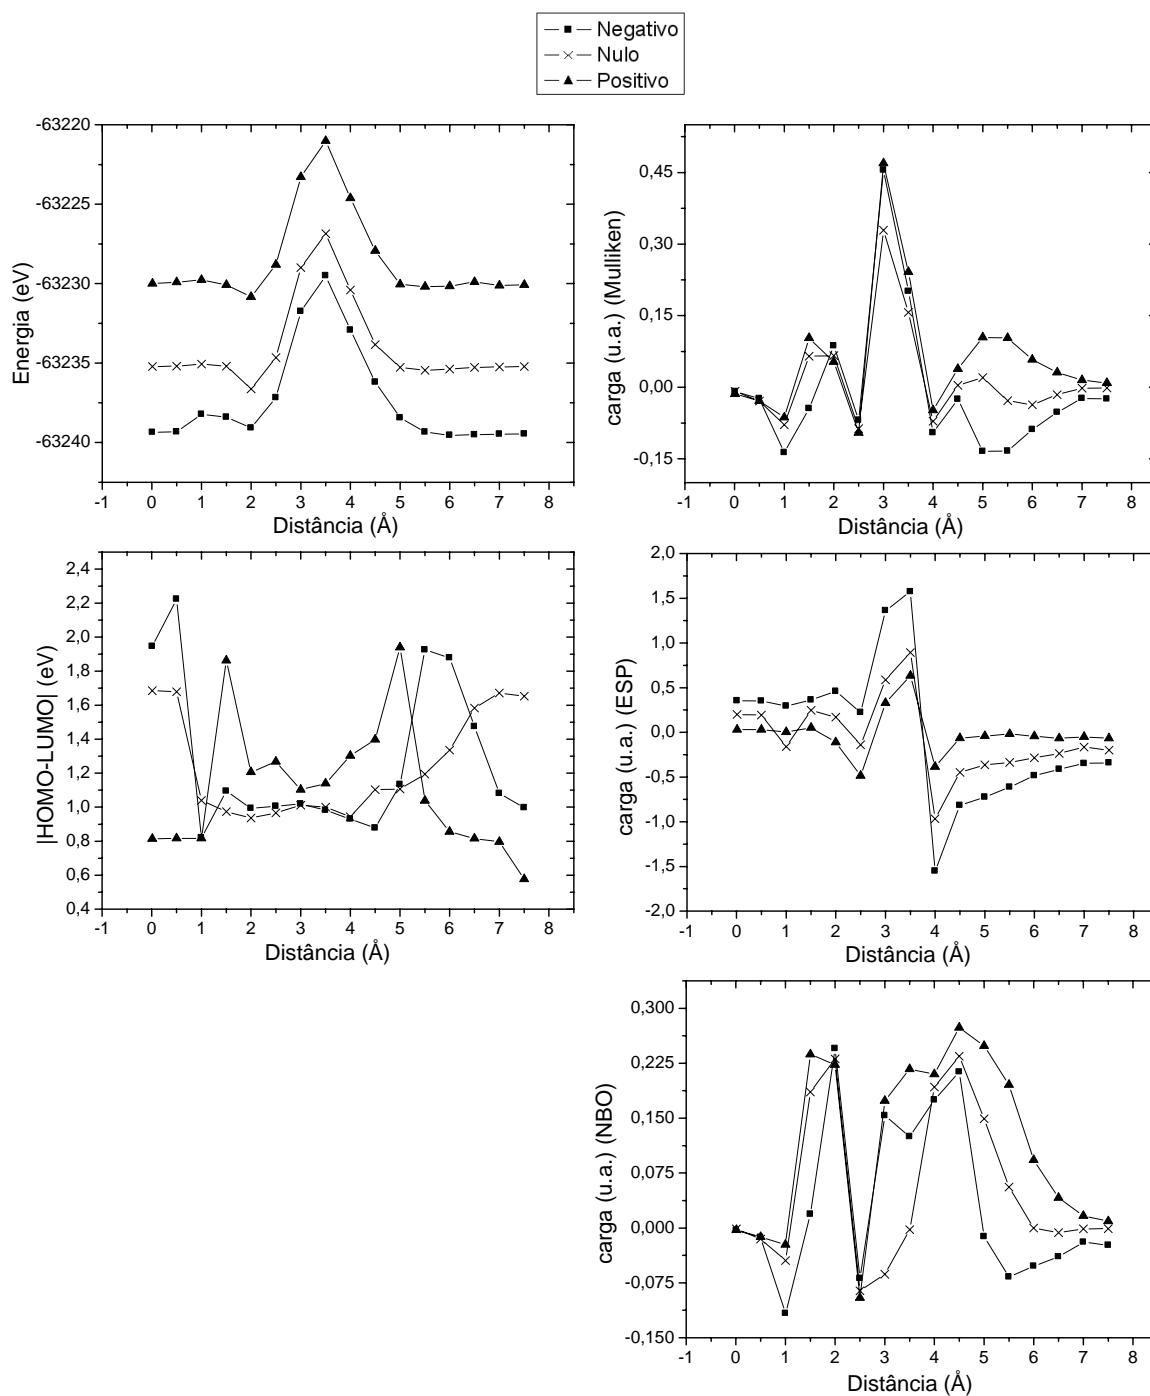 Negativo
Nulo
Positivo
-63220
-63225
-63230
-63235
-63240
Energia (eV)
-1 0 1 2 3 4 5 6 7 8
Distância (Å)
0,45
0,30
0,15
0,00
-0,15
carga (u.a.) (Mulliken)
-1 0 1 2 3 4 5 6 7 8
Distância (Å)
2,4
2,2
2,0
1,8
1,6
1,4
1,2
1,0
0,8
0,6
0,4
|HOMO-LUMO| (eV)
-1 0 1 2 3 4 5 6 7 8
Distância (Å)
2,0
1,5
1,0
0,5
0,0
-0,5
-1,0
-1,5
-2,0
carga (u.a.) (ESP)
-1 0 1 2 3 4 5 6 7 8
Distância (Å)
0,300
0,225
0,150
0,075
0,000
-0,075
-0,150
carga (u.a.) (NBO)
-1 0 1 2 3 4 5 6 7 8
Distância (Å)